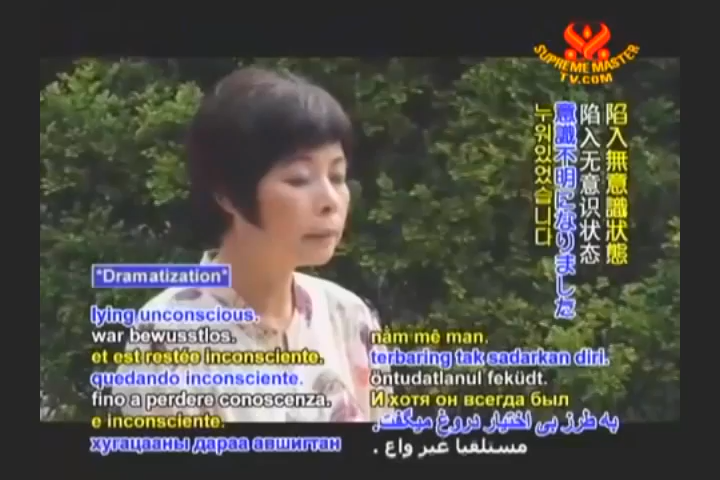 SUPREME MASTER
TV.COM
陷入無意識狀態
陷入无意识状态
意識不明になりました
누워있었습니다
*Dramatization*
lying unconscious.
war bewusstlos.
et est restée inconsciente.
quedando inconsciente.
fino a perdere conoscenza.
e inconsciente.
хугацааны дараа авшигтан
nằm mê man.
terbaring tak sadarkan diri.
öntudatlanul feküdt.
И хотя он всегда был
به طرز بی اختیار دروغ میگفت.
مستلقيا غير واع .